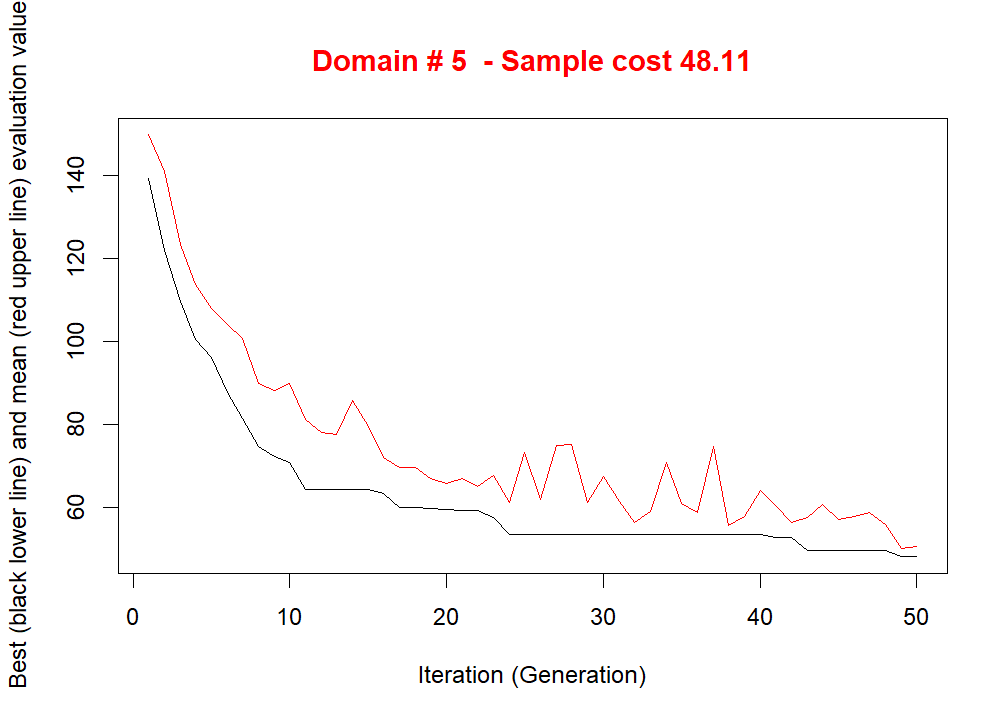 Domain # 5  - Sample cost 48.11
Best (black lower line) and mean (red upper line) evaluation value
140
120
100
80
60
0 10 20 30 40 50
Iteration (Generation)